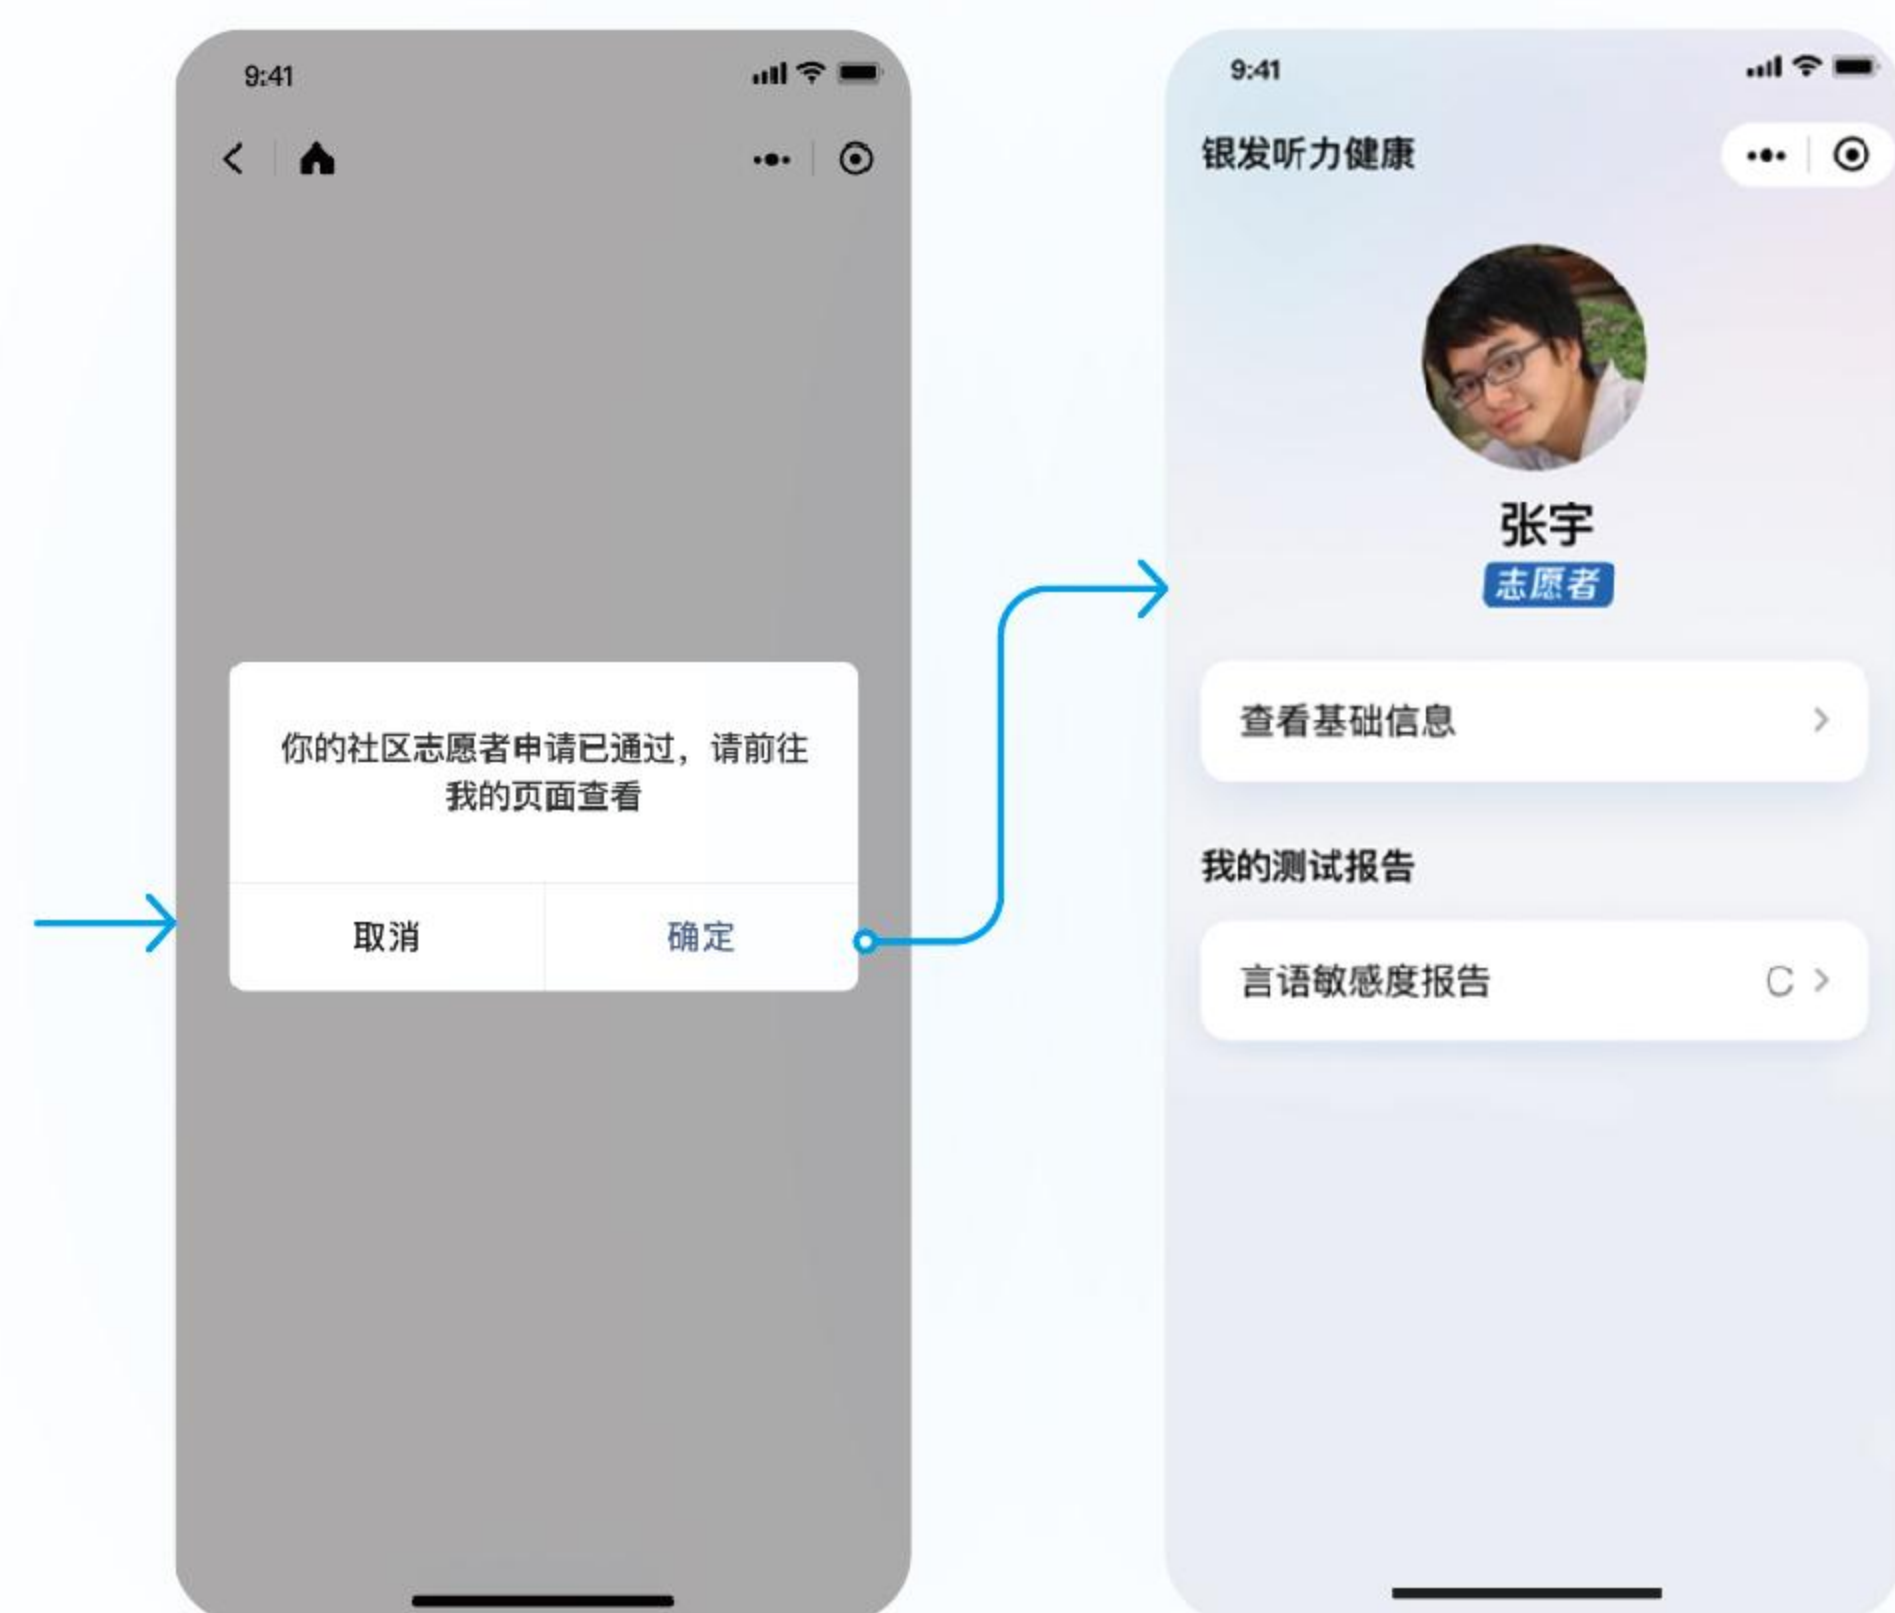 9:41
你的社区志愿者申请已通过，请前往
我的页面查看
取消
确定
9:41
银发听力健康
张宇
志愿者
查看基础信息
我的测试报告
言语敏感度报告
C